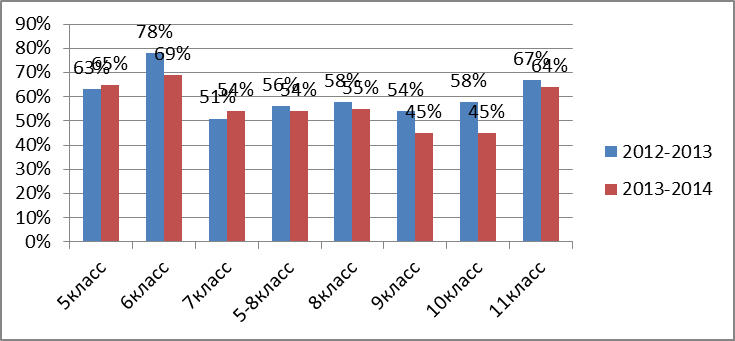 90%
80%
70%
60%
50%
40%
30%
20%
10%
0%
63% 65%
78% 69%
51% 54%
56% 54%
58% 55%
54% 45%
58% 45%
67% 64%
5класс
6класс
7класс
5-8класс
8класс
9класс
10класс
11класс
2012-2013
2013-2014